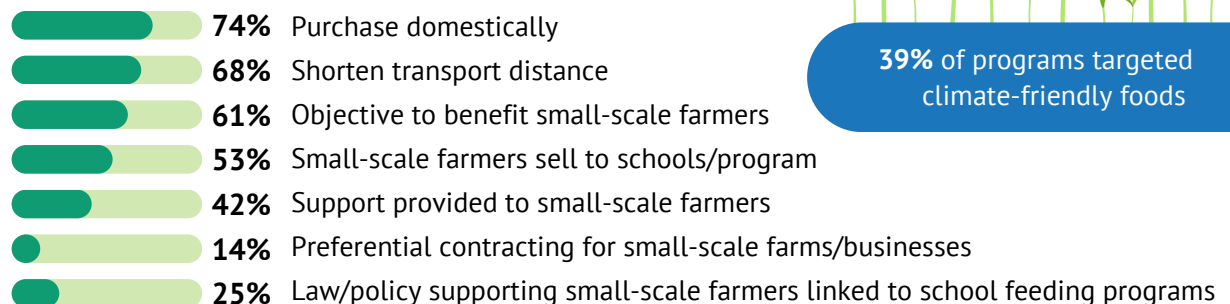 74% Purchase domestically
68% Shorten transport distance
61% Objective to benefit small-scale farmers
53% Small-scale farmers sell to schools/program
42% Support provided to small-scale farmers
14% Preferential contracting for small-scale farms/businesses
25% Law/policy supporting small-scale farmers linked to school feeding programs
39% of programs targeted
climate-friendly foods